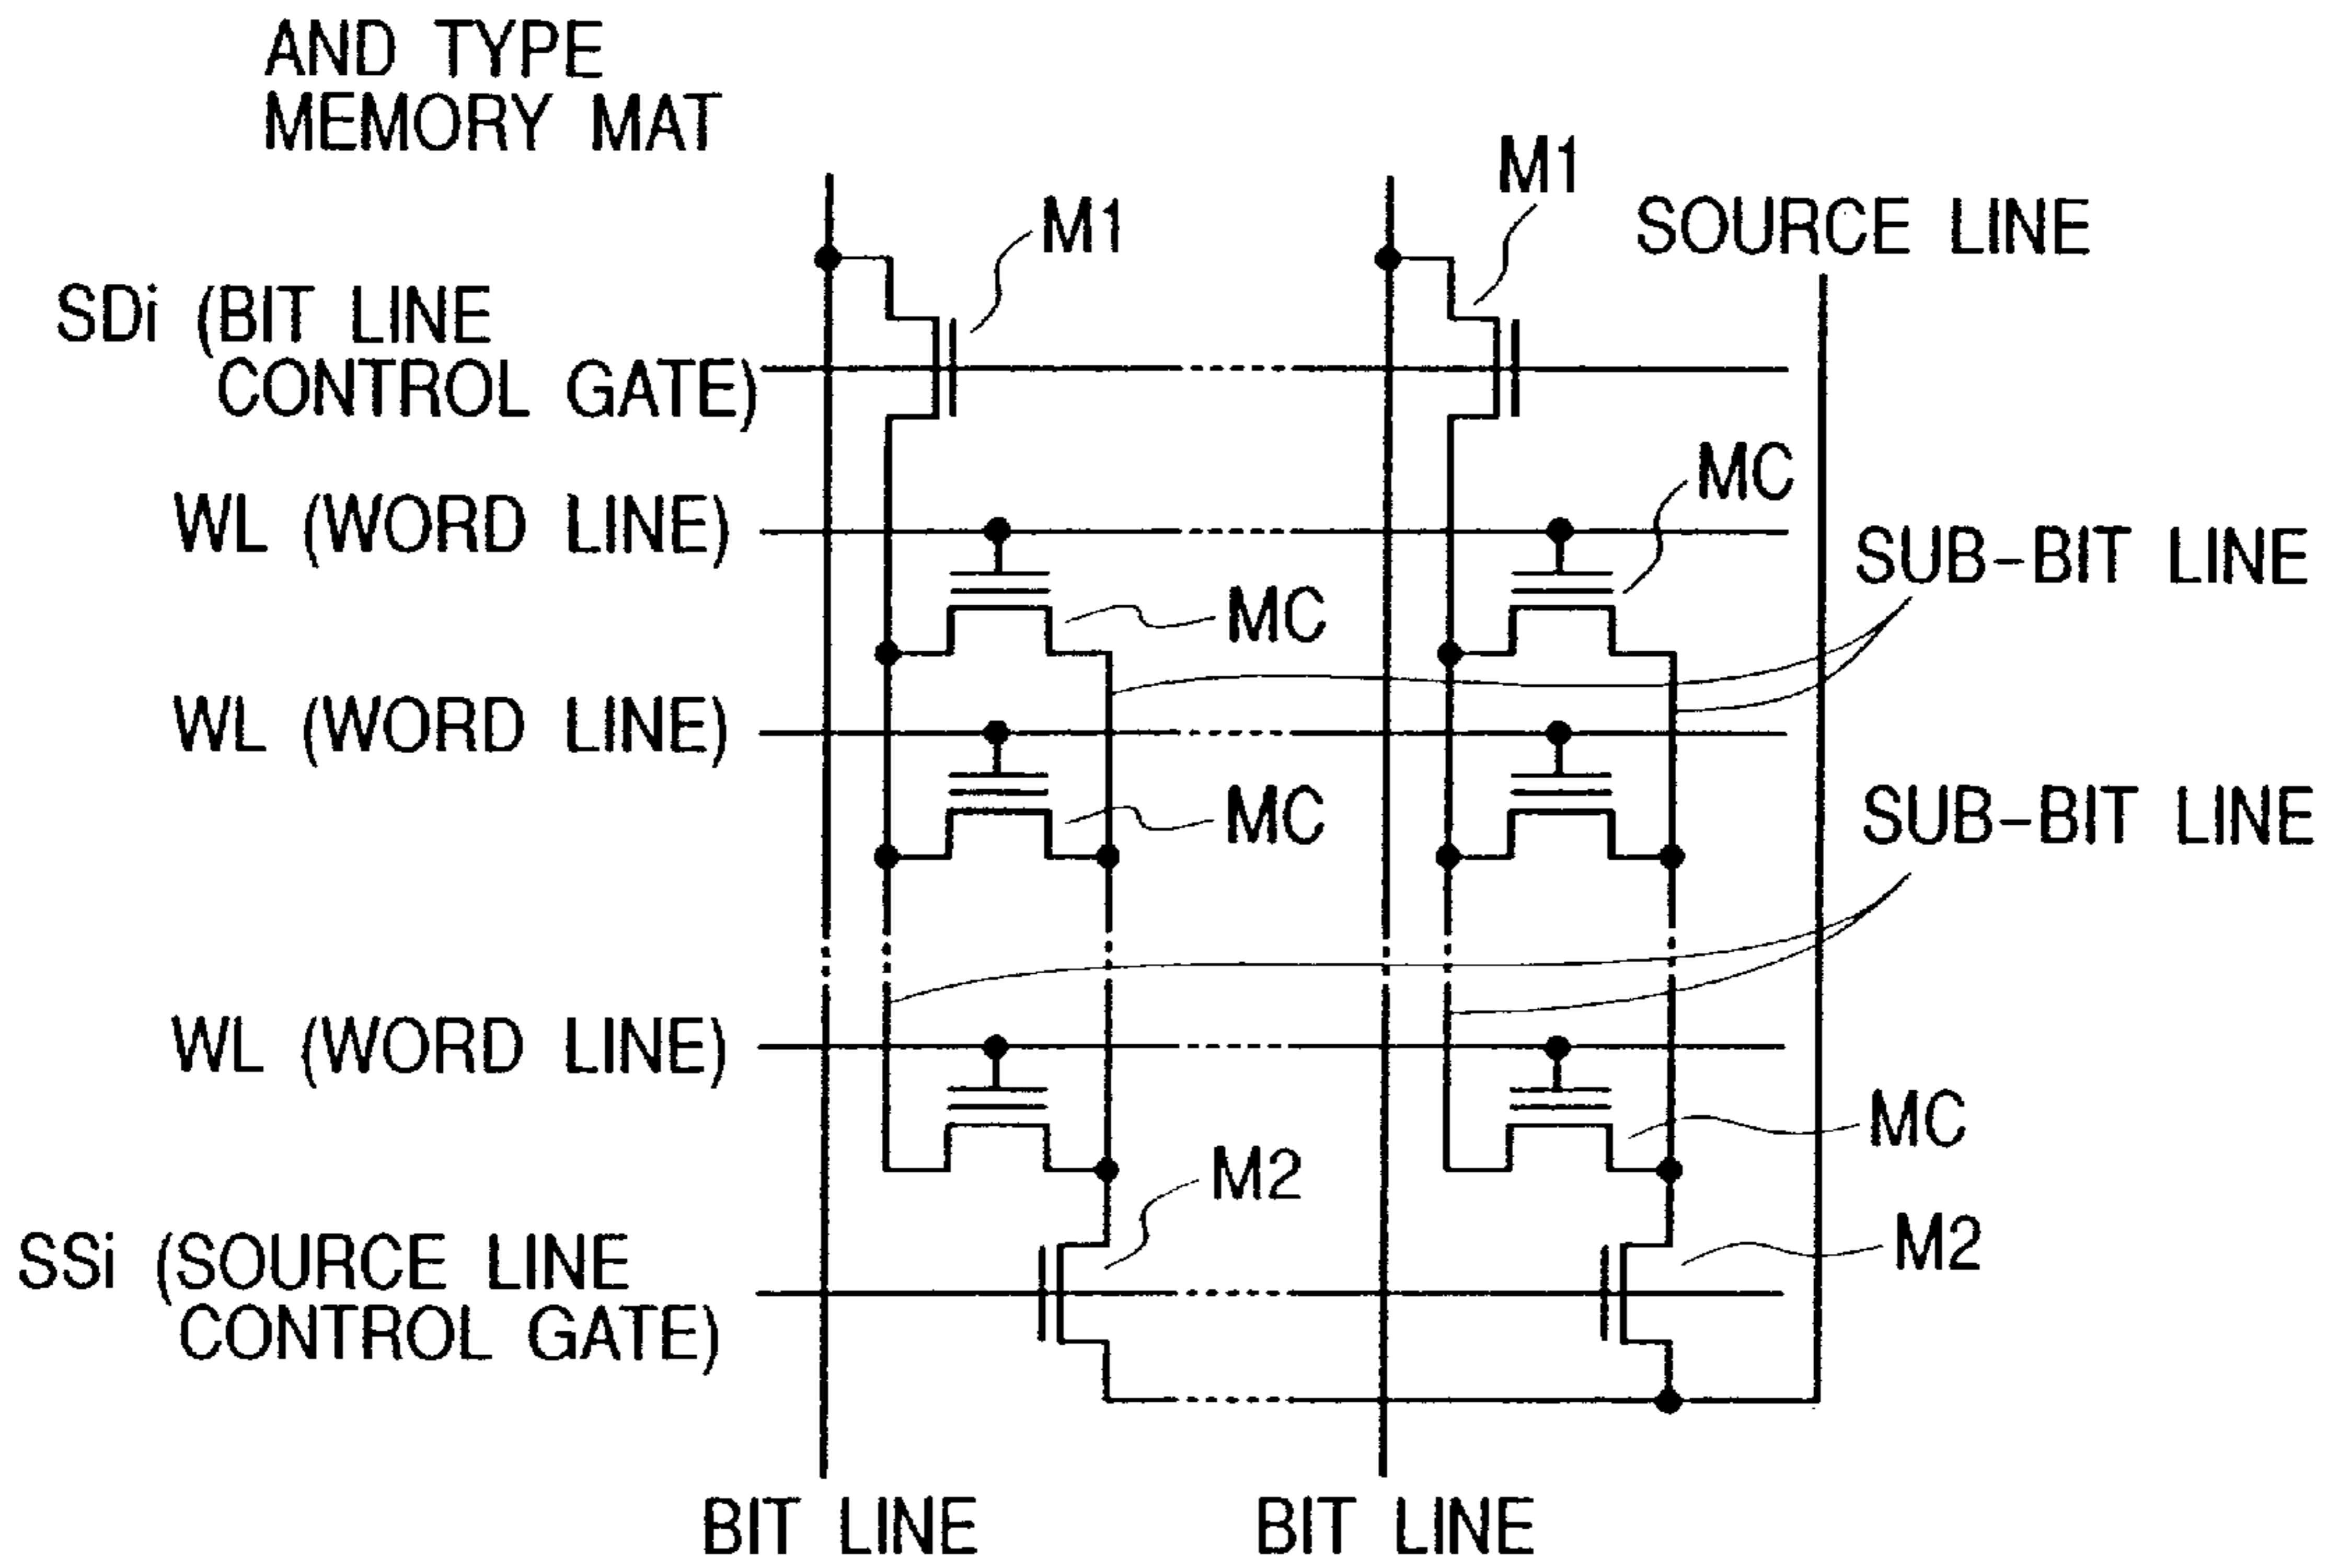 AND TYPE
MEMORY MAT
M1
M1
SOURCE LINE
SDi (BIT LINE
CONTROL GATE)
MC
WL (WORD LINE)
SUB-BIT LINE
MC
WL (WORD LINE)
MC
SUB-BIT LINE
WL (WORD LINE)
MC
M2
M2
SSi (SOURCE LINE
CONTROL GATE)
BIT LINE
BIT LINE